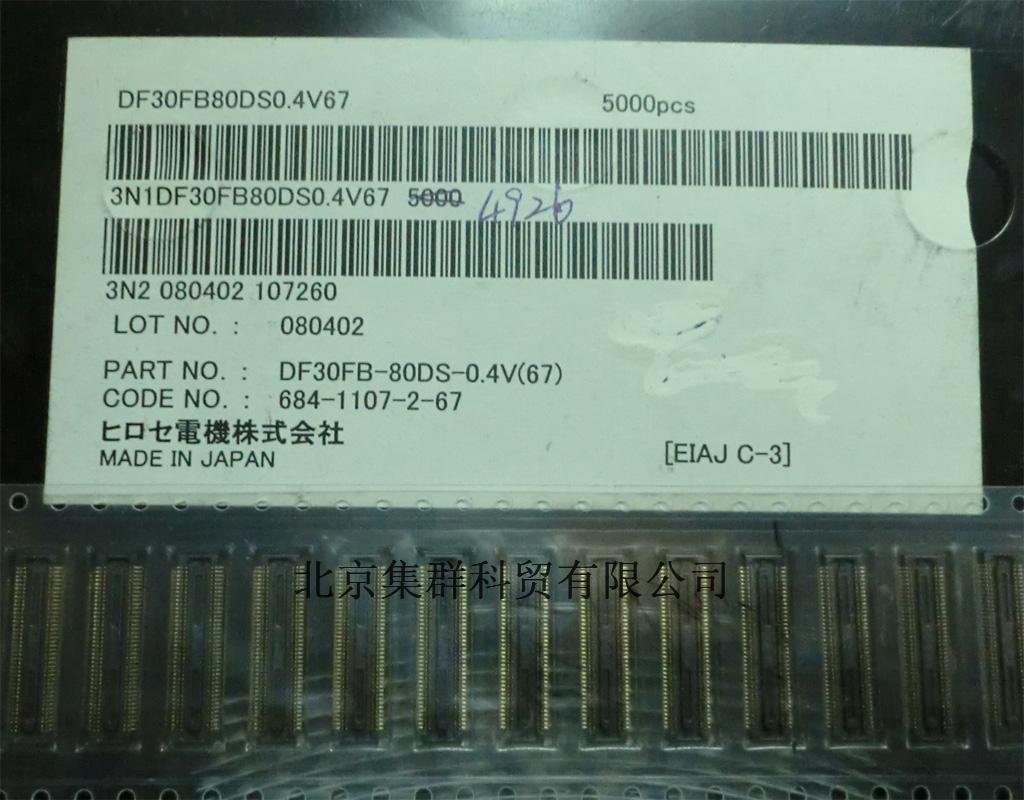 DF30FB80DS0.4V67 5000pcs
3N1DF30FB80DS0.4V67 5000 4926
3N2 080402 107260
LOT NO. : 080402
PART NO. : DF30FB-80DS-0.4V(67)
CODE NO. : 684-1107-2-67
ヒロセ電機株式会社
MADE IN JAPAN [EIAJ C-3]
北京集群科贸有限公司